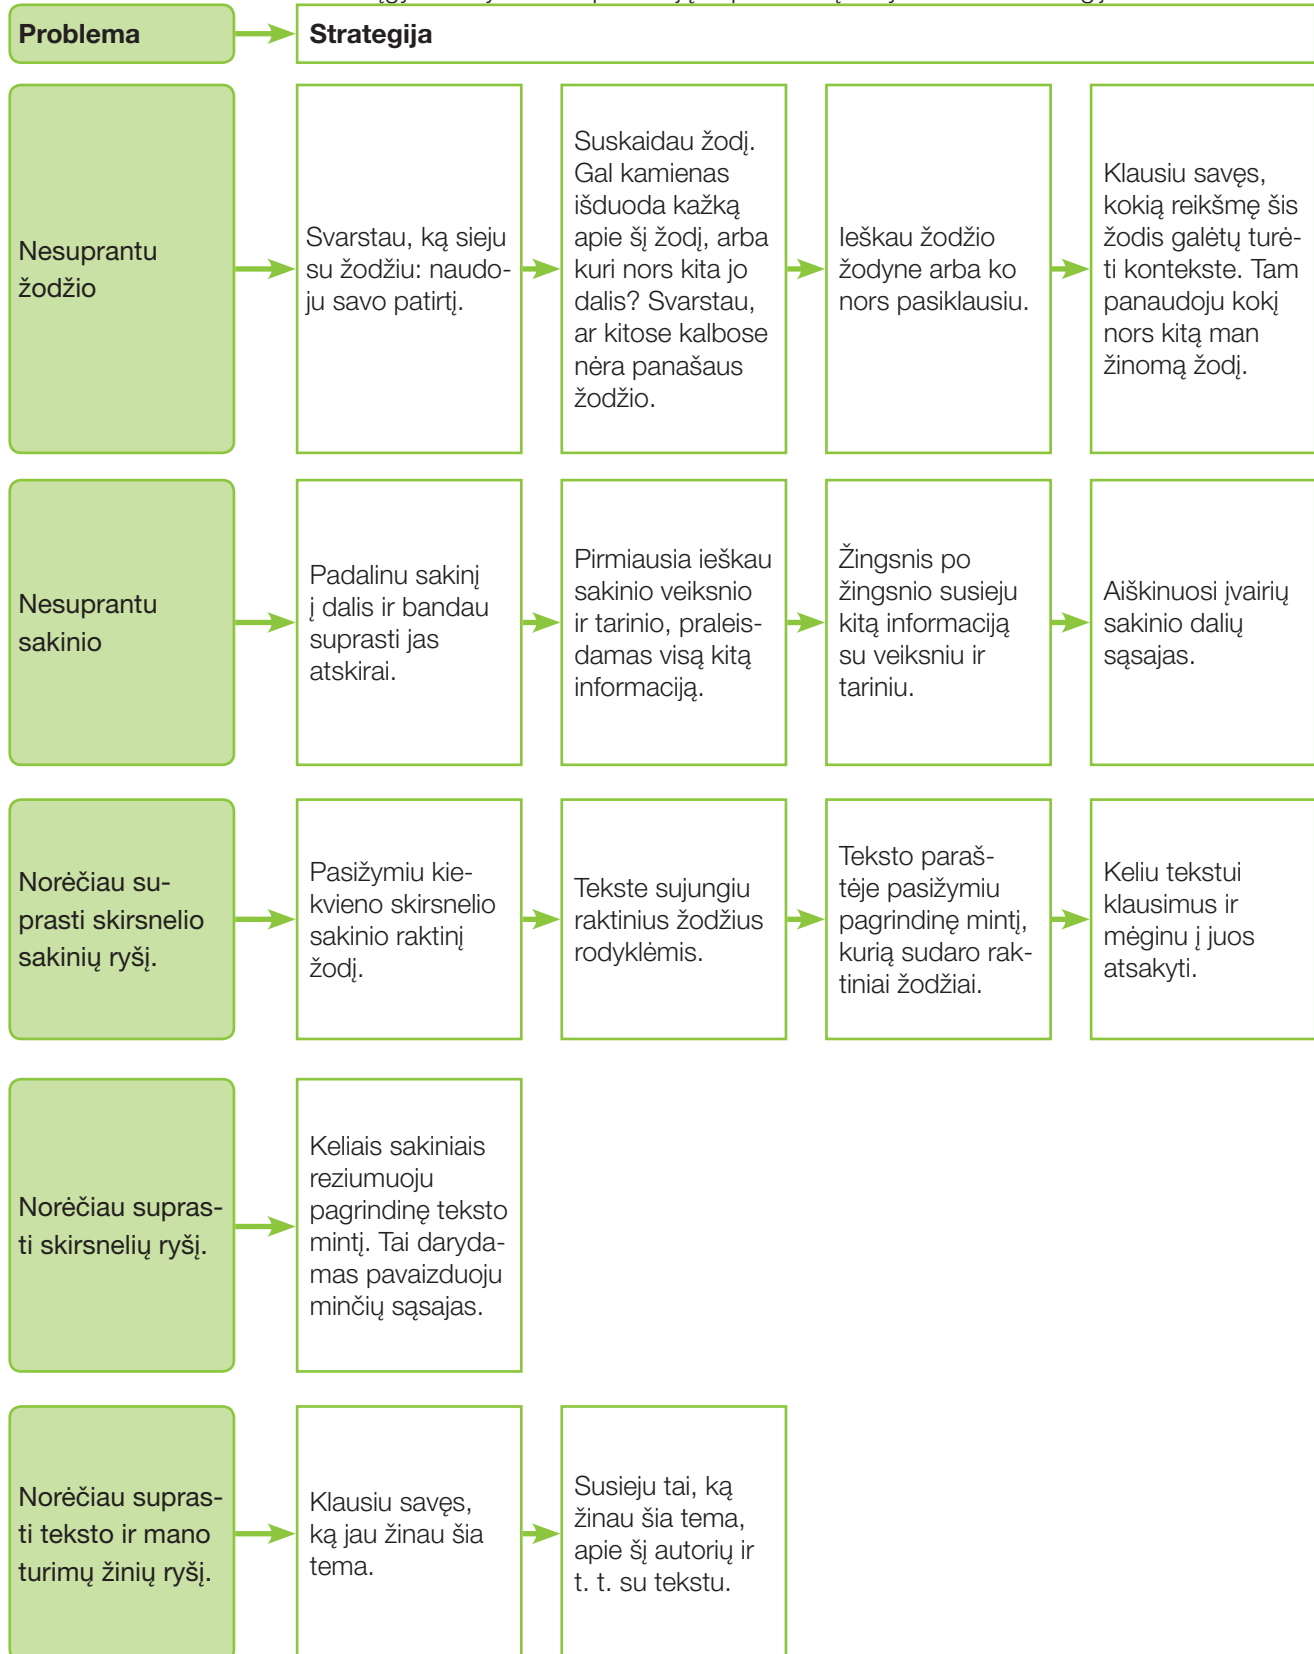 Problema
Strategija
Nesuprantu
žodžio
Svarstau, ką sieju
su žodžiu: naudo-
ju savo patirtį.
Suskaidau žodį.
Gal kamienas
išduoda kažką
apie šį žodį, arba
kuri nors kita jo
dalis? Svarstau,
ar kitose kalbose
nėra panašaus
žodžio.
Ieškau žodžio
žodyne arba ko
nors pasiklausiu.
Klausiu savęs,
kokią reikšmę šis
žodis galėtų turė-
ti kontekste. Tam
panaudoju kokį
nors kitą man
žinomą žodį.
Nesuprantu
sakinio
Padalinu sakinį
į dalis ir bandau
suprasti jas
atskirai.
Pirmiausia ieškau
sakinio veiksnio
ir tarinio, praleis-
damas visą kitą
informaciją.
Žingsnis po
žingsnio susieju
kitą informaciją
su veiksniu ir
tariniu.
Aiškinuosi įvairių
sakinio dalių
sąsajas.
Norėčiau su-
prasti skirsnelio
sakinių ryšį.
Pasižymiu kie-
kvieno skirsnelio
sakinio raktinį
žodį.
Tekste sujungiu
raktinius žodžius
rodyklėmis.
Teksto paraš-
tėje pasižymiu
pagrindinę mintį,
kurią sudaro rak-
tiniai žodžiai.
Keliu tekstui
klausimus ir
mėginu į juos
atsakyti.
Norėčiau supras-
ti skirsnelių ryšį.
Keliais sakiniais
reziumuoju
pagrindinę teksto
mintį. Tai daryda-
mas pavaizduoju
minčių sąsajas.
Norėčiau supras-
ti teksto ir mano
turimų žinių ryšį.
Klausiu savęs,
ką jau žinau šia
tema.
Susieju tai, ką
žinau šia tema,
apie šį autorių ir
t. t. su tekstu.